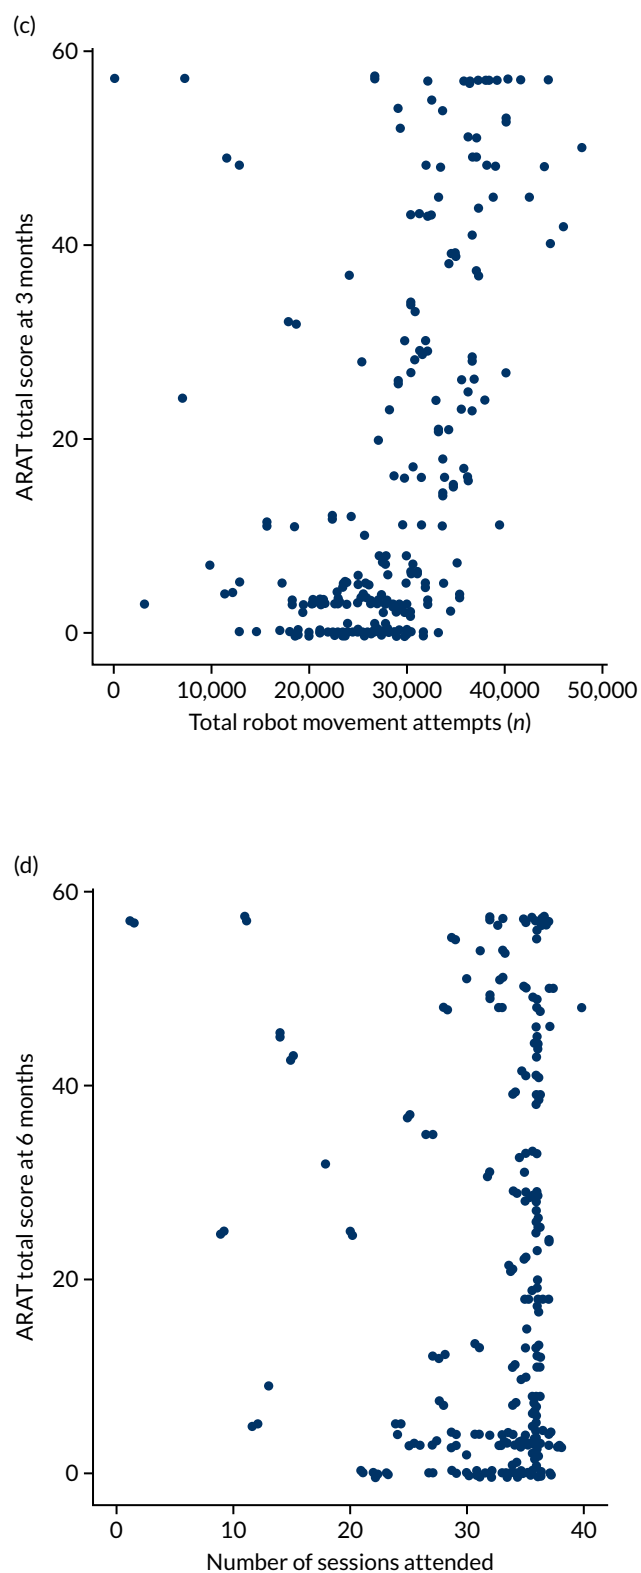 (c)
60
40
20
0
ARAT total score at 3 months
0 10,000 20,000 30,000 40,000 50,000
Total robot movement attempts (n)
(d)
60
40
20
0
ARAT total score at 6 months
0 10 20 30 40
Number of sessions attended